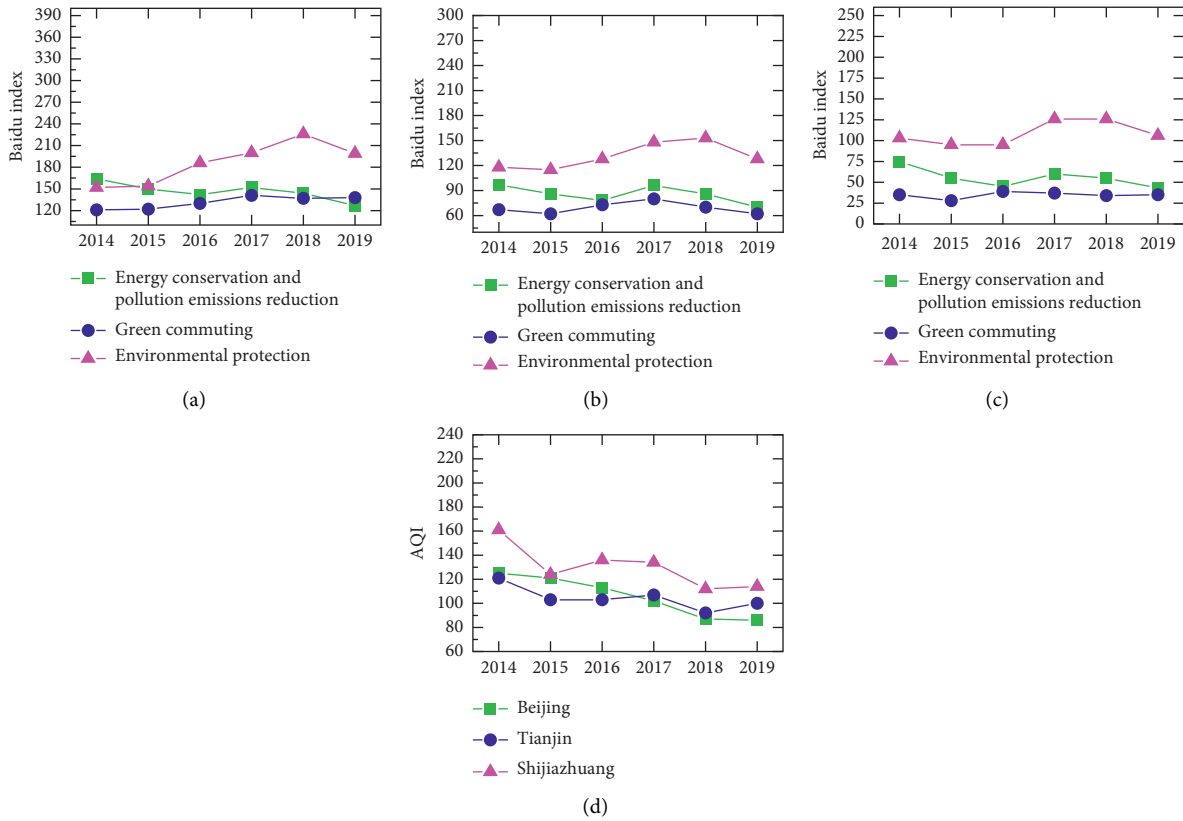 390
360
330
300
270
240
210
180
150
120
Baidu index
2014 2015 2016 2017 2018 2019
Energy conservation and
pollution emissions reduction
Green commuting
Environmental protection
(a)
300
270
240
210
180
150
120
90
60
Baidu index
2014 2015 2016 2017 2018 2019
Energy conservation and
pollution emissions reduction
Green commuting
Environmental protection
(b)
250
225
200
175
150
125
100
75
50
25
0
Baidu index
2014 2015 2016 2017 2018 2019
Energy conservation and
pollution emissions reduction
Green commuting
Environmental protection
(c)
240
220
200
180
160
140
120
100
80
60
AQI
2014 2015 2016 2017 2018 2019
Beijing
Tianjin
Shijiazhuang
(d)